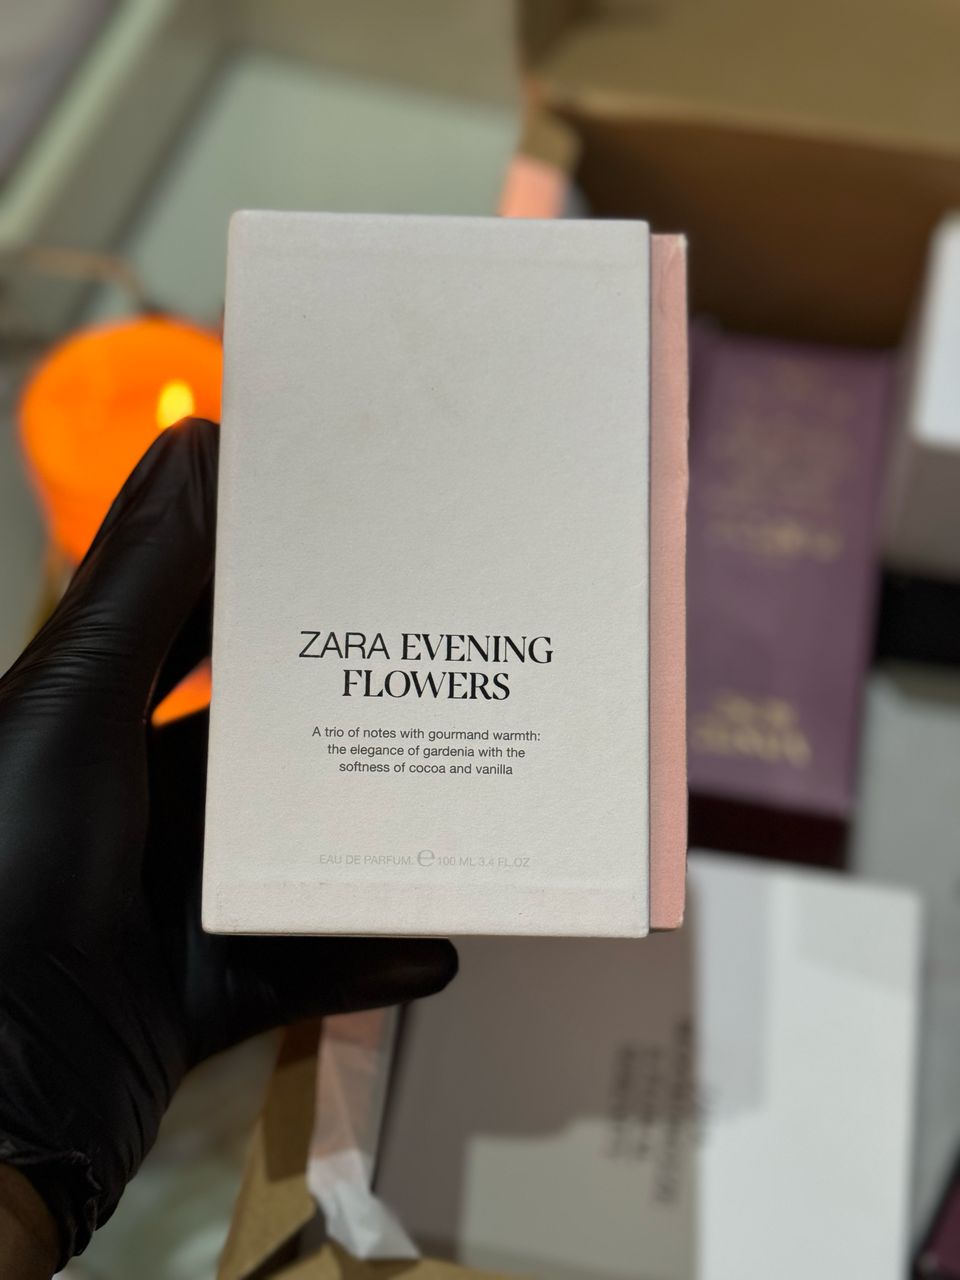 ZARA EVENING
FLOWERS
A trio of notes with gourmand warmth:
the elegance of gardenia with the
softness of cocoa and vanilla
EAU DE PARFUM. e 100 ML 3.4 FL.OZ